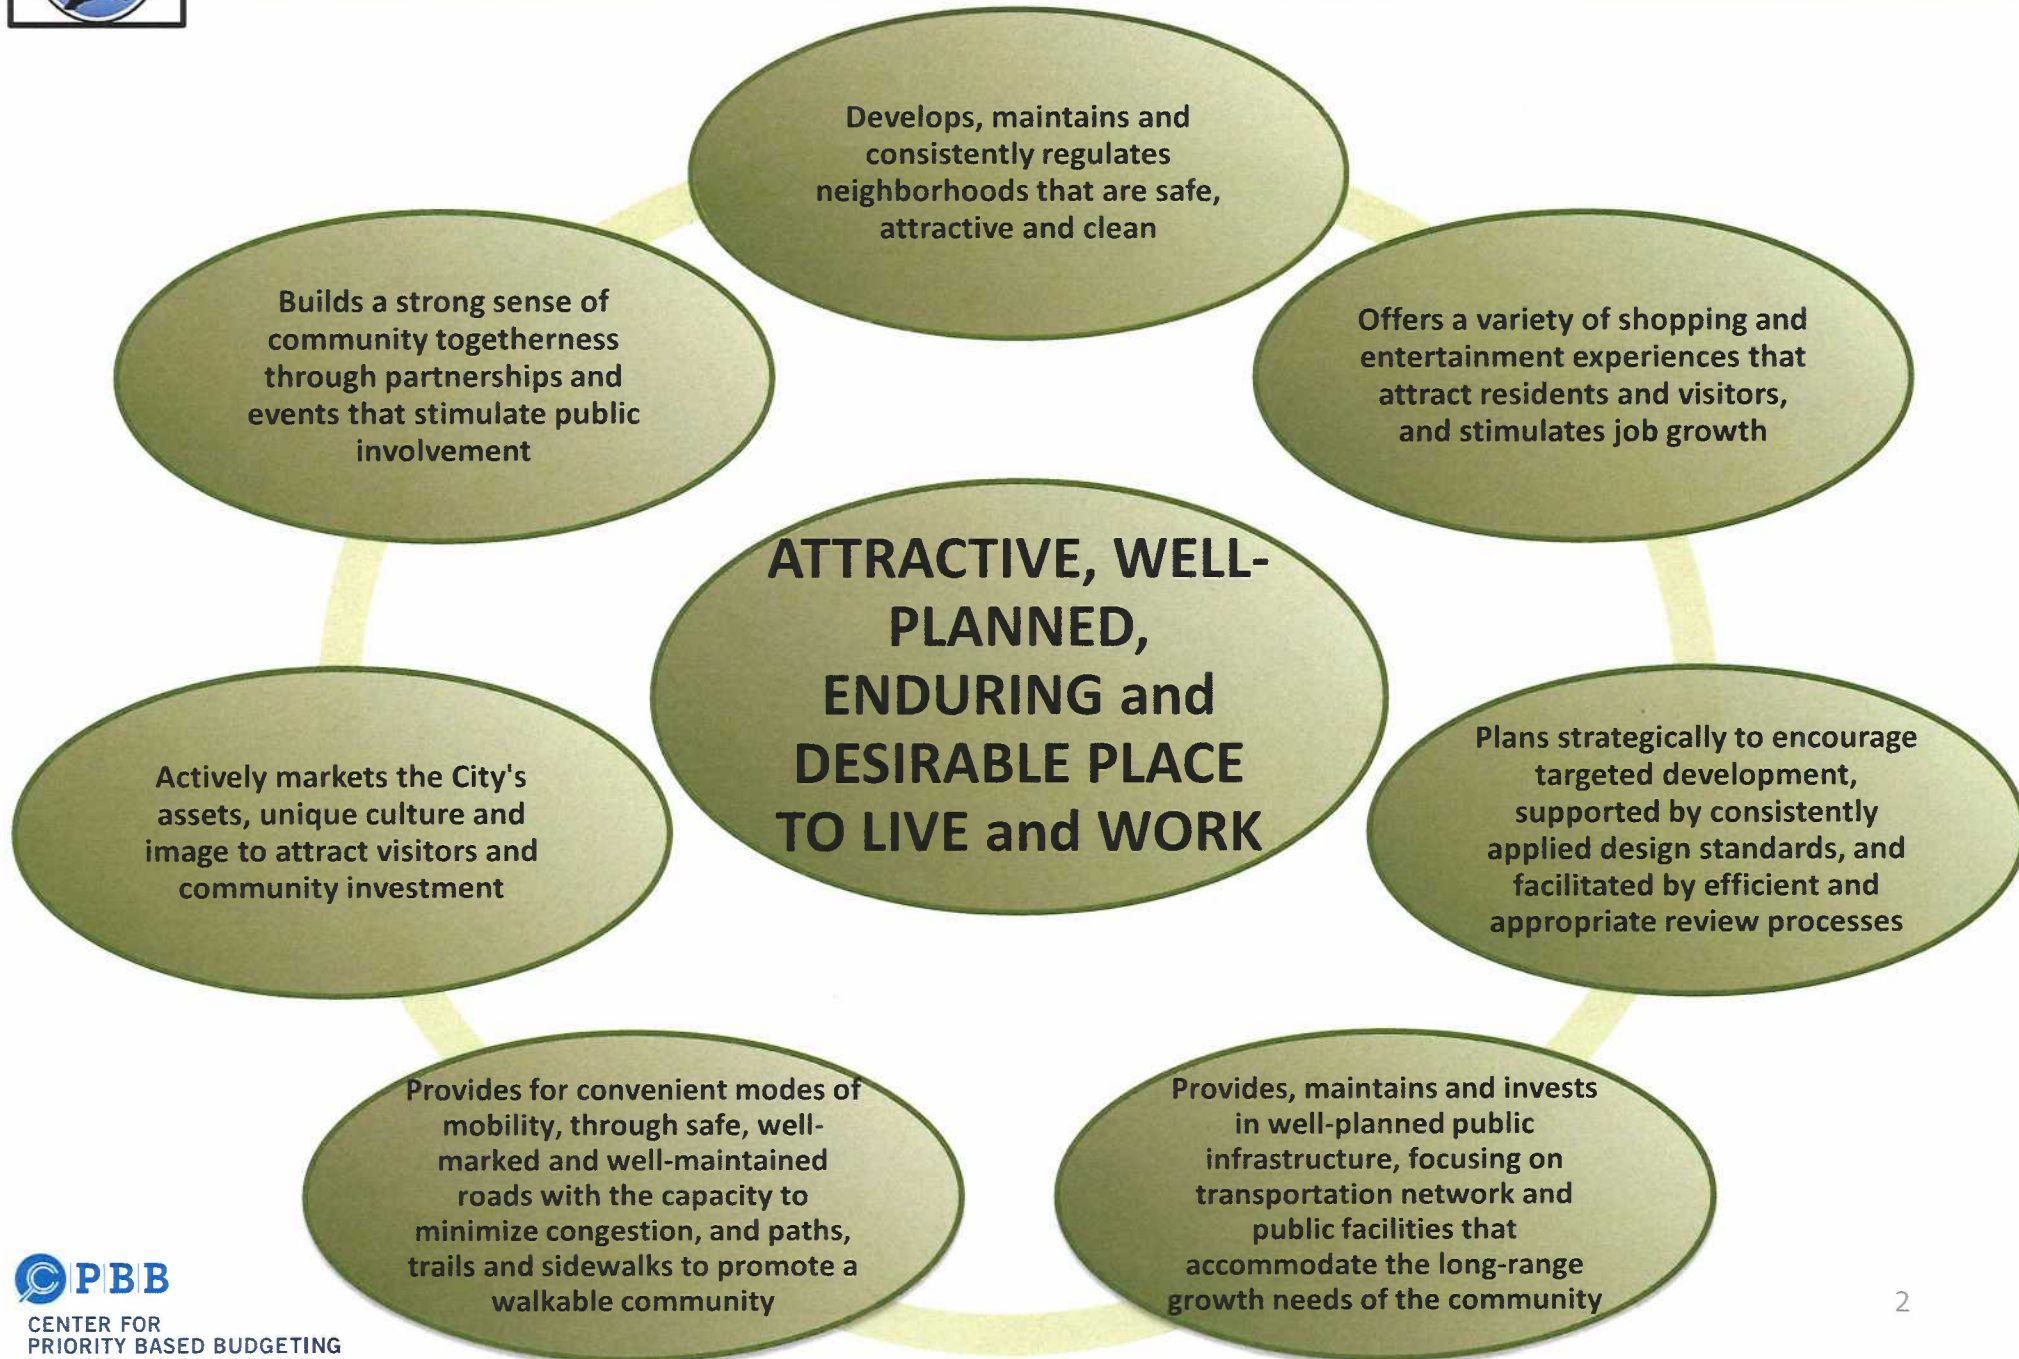 Develops, maintains and
consistently regulates
neighborhoods that are safe,
attractive and clean
Builds a strong sense of
community togetherness
through partnerships and
events that stimulate public
involvement
Offers a variety of shopping and
entertainment experiences that
attract residents and visitors,
and stimulates job growth
ATTRACTIVE, WELL-
PLANNED,
ENDURING and
DESIRABLE PLACE
TO LIVE and WORK
Actively markets the City's
assets, unique culture and
image to attract visitors and
community investment
Plans strategically to encourage
targeted development,
supported by consistently
applied design standards, and
facilitated by efficient and
appropriate review processes
Provides for convenient modes of
mobility, through safe, well-
marked and well-maintained
roads with the capacity to
minimize congestion, and paths,
trails and sidewalks to promote a
walkable community
Provides, maintains and invests
in well-planned public
infrastructure, focusing on
transportation network and
public facilities that
accommodate the long-range
growth needs of the community
PBB
CENTER FOR
PRIORITY BASED BUDGETING
2